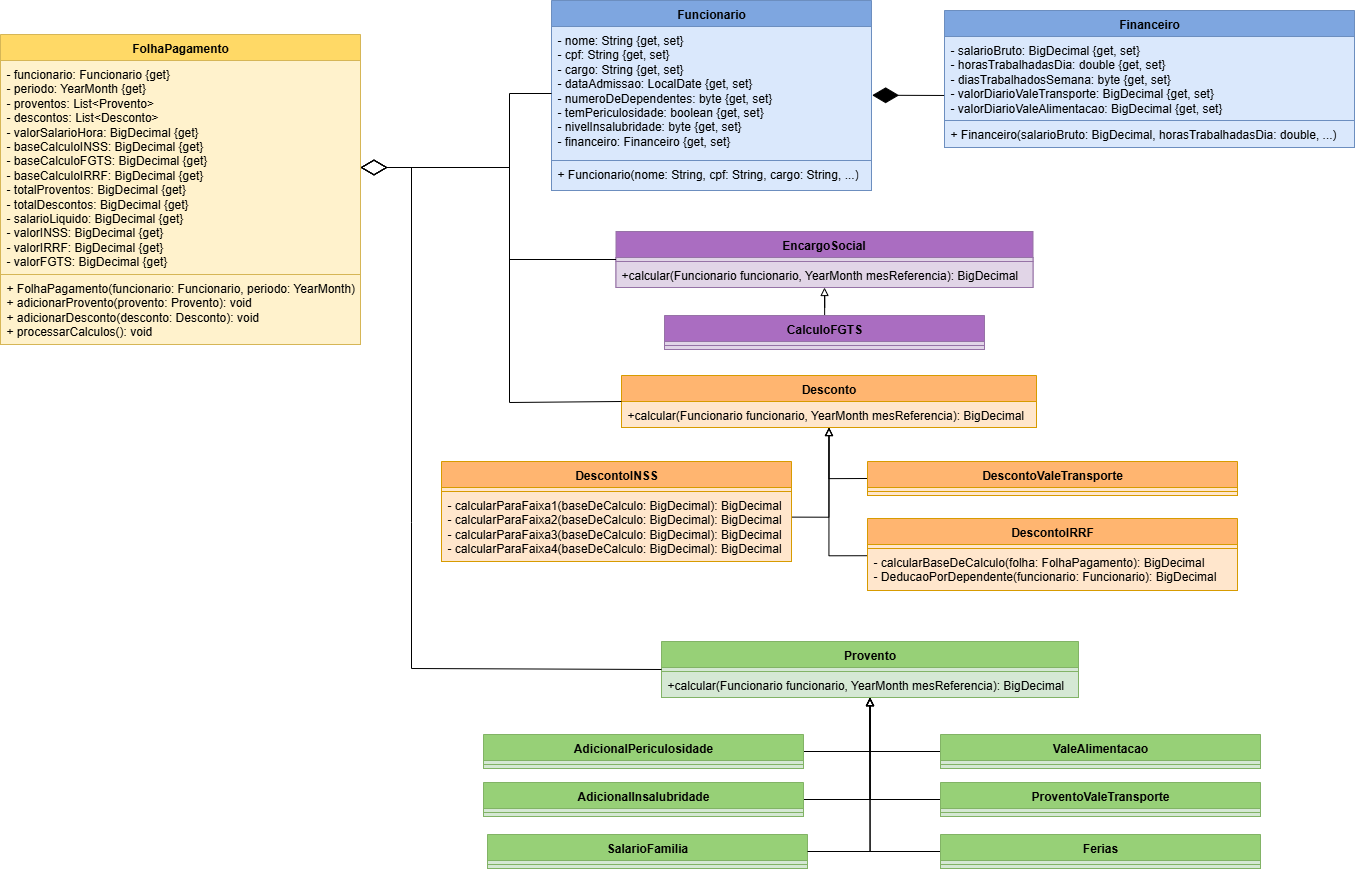 FolhaPagamento
- funcionario: Funcionario {get}
- periodo: YearMonth {get}
- proventos: List<Provento>
- descontos: List<Desconto>
- valorSalarioHora: BigDecimal {get}
- baseCalculoINSS: BigDecimal {get}
- baseCalculoFGTS: BigDecimal {get}
- baseCalculoIRRF: BigDecimal {get}
- totalProventos: BigDecimal {get}
- totalDescontos: BigDecimal {get}
- salarioLiquido: BigDecimal {get}
- valorINSS: BigDecimal {get}
- valorIRRF: BigDecimal {get}
- valorFGTS: BigDecimal {get}
+ FolhaPagamento(funcionario: Funcionario, periodo: YearMonth)
+ adicionarProvento(provento: Provento): void
+ adicionarDesconto(desconto: Desconto): void
+ processarCalculos(): void
Funcionario
- nome: String {get, set}
- cpf: String {get, set}
- cargo: String {get, set}
- dataAdmissao: LocalDate {get, set}
- numeroDeDependentes: byte {get, set}
- temPericulosidade: boolean {get, set}
- nivelInsalubridade: byte {get, set}
- financeiro: Financeiro {get, set}
+ Funcionario(nome: String, cpf: String, cargo: String, ...)
Financeiro
- salarioBruto: BigDecimal {get, set}
- horasTrabalhadasDia: double {get, set}
- diasTrabalhadosSemana: byte {get, set}
- valorDiarioValeTransporte: BigDecimal {get, set}
- valorDiarioValeAlimentacao: BigDecimal {get, set}
+ Financeiro(salarioBruto: BigDecimal, horasTrabalhadasDia: double, ...)
EncargoSocial
+calcular(Funcionario funcionario, YearMonth mesReferencia): BigDecimal
CalculoFGTS
Desconto
+calcular(Funcionario funcionario, YearMonth mesReferencia): BigDecimal
DescontoINSS
- calcularParaFaixa1(baseDeCalculo: BigDecimal): BigDecimal
- calcularParaFaixa2(baseDeCalculo: BigDecimal): BigDecimal
- calcularParaFaixa3(baseDeCalculo: BigDecimal): BigDecimal
- calcularParaFaixa4(baseDeCalculo: BigDecimal): BigDecimal
DescontoValeTransporte
DescontoIRRF
- calcularBaseDeCalculo(folha: FolhaPagamento): BigDecimal
- DeducaoPorDependente(funcionario: Funcionario): BigDecimal
Provento
+calcular(Funcionario funcionario, YearMonth mesReferencia): BigDecimal
AdicionalPericulosidade
ValeAlimentacao
AdicionalInsalubridade
ProventoValeTransporte
SalarioFamilia
Ferias